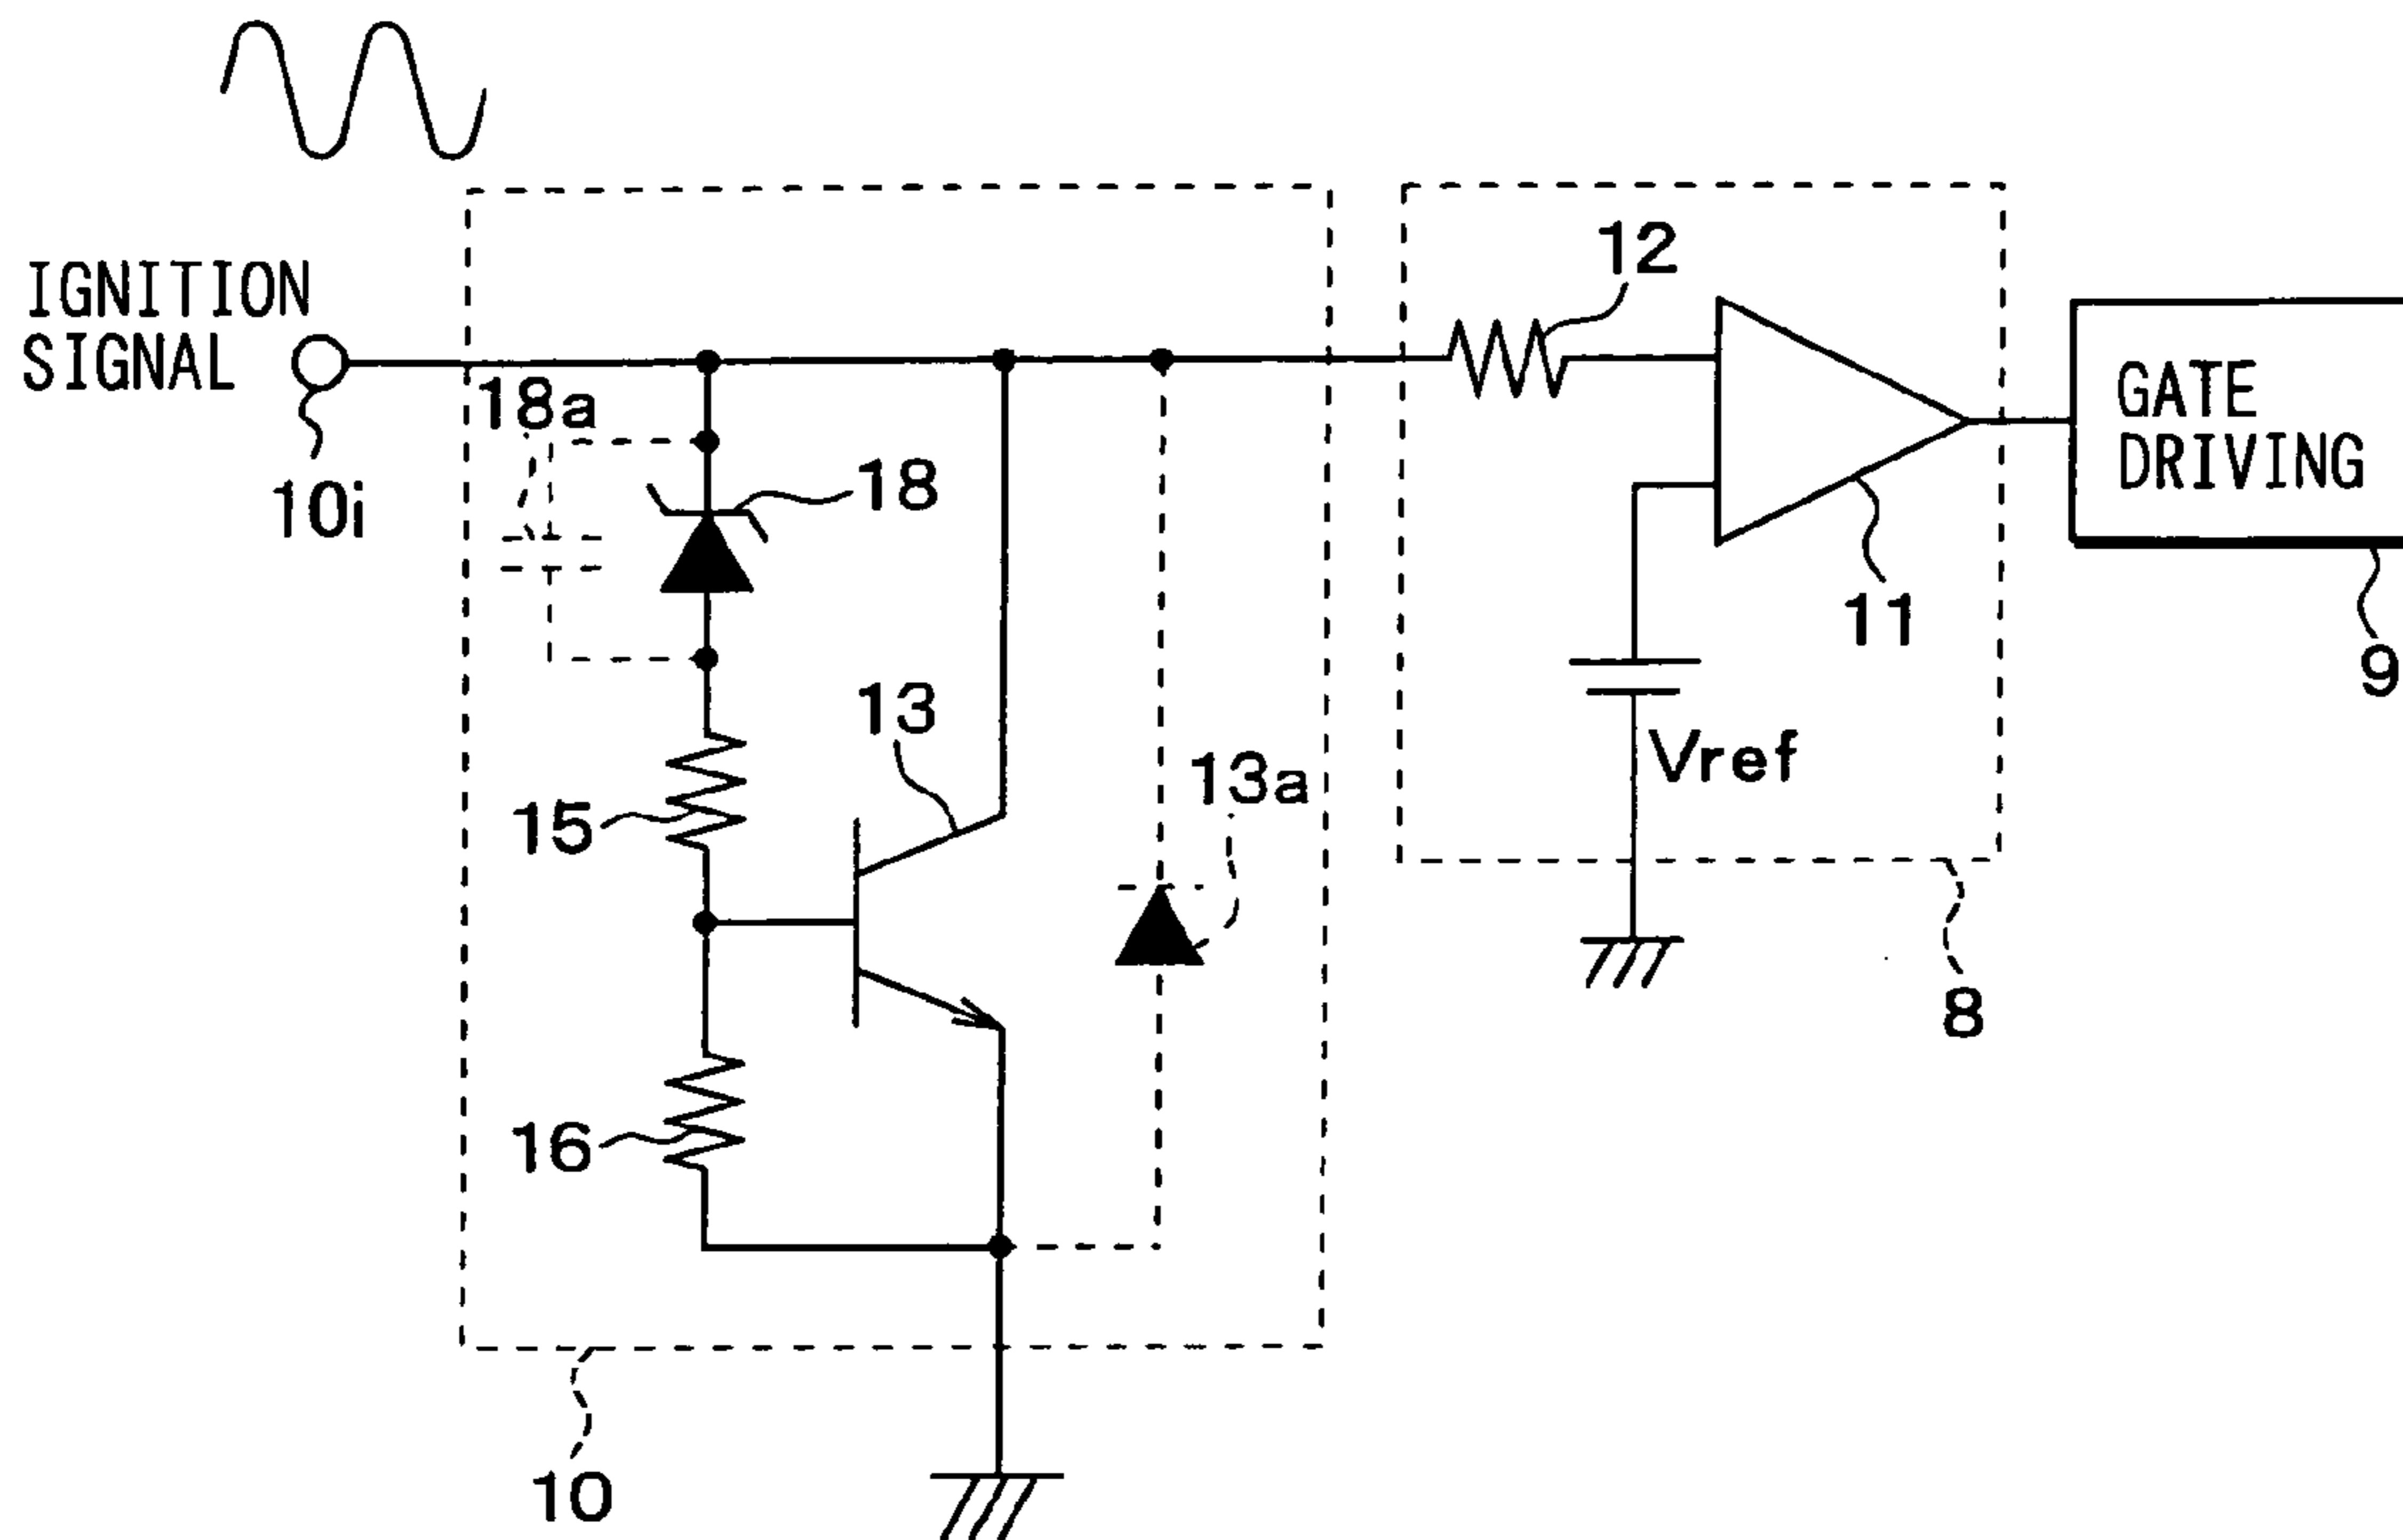 IGNITION
SIGNAL
10i
18a
18
12
11
GATE
DRIVING
9
13
15
13a
Vref
8
16
10